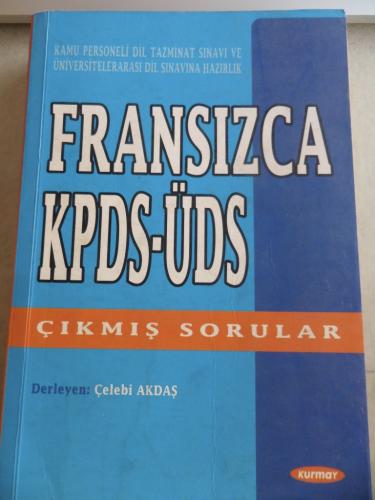 KAMU PERSONELİ DİL TAZMİNAT SINAVI VE
ÜNİVERSİTELERARASI DİL SINAVINA HAZIRLIK
FRANSIZCA
KPDS-ÜDS
ÇIKMIŞ SORULAR
Derleyen: Çelebi AKDAŞ
kurmay